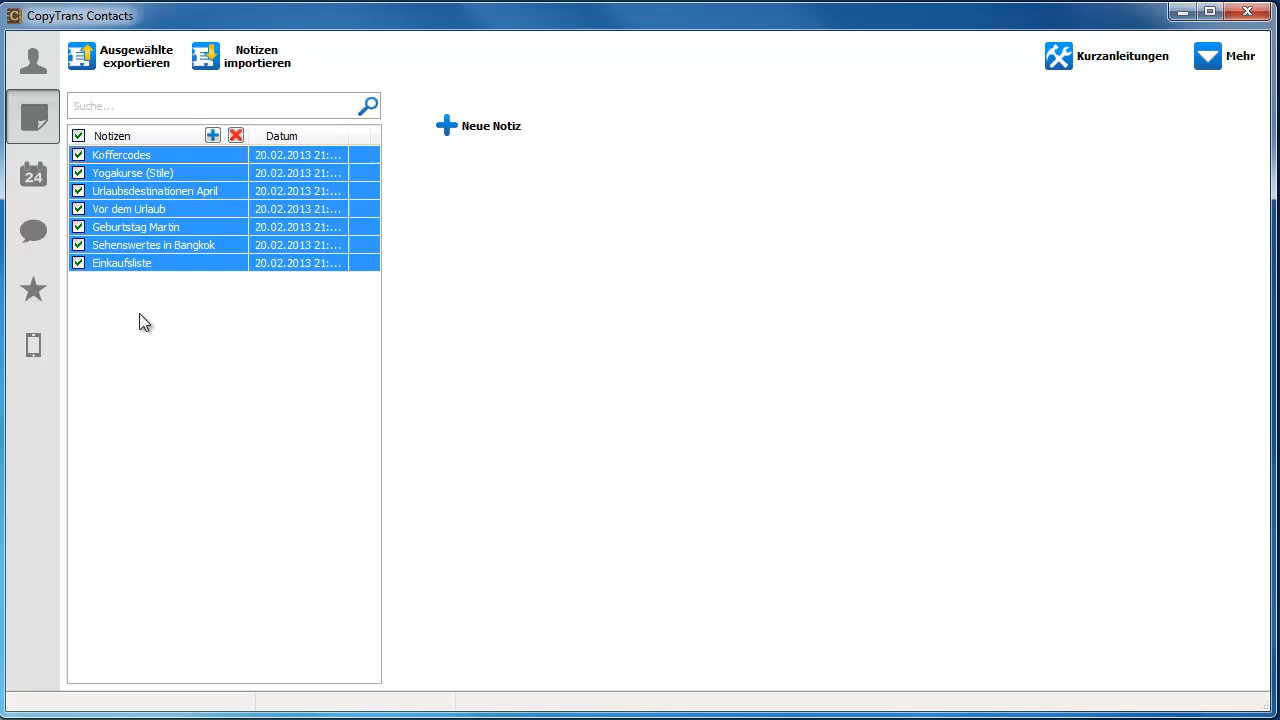 CopyTrans Contacts
Ausgewählte
exportieren
Notizen
importieren
Kurzanleitungen
Mehr
Suche...
Neue Notiz
Notizen
Datum
Koffercodes 20.02.2013 21:...
Yogakurse (Stile) 20.02.2013 21:...
Urlaubsdestinationen April 20.02.2013 21:...
Vor dem Urlaub 20.02.2013 21:...
Geburtstag Martin 20.02.2013 21:...
Sehenswertes in Bangkok 20.02.2013 21:...
Einkaufsliste 20.02.2013 21:...
24